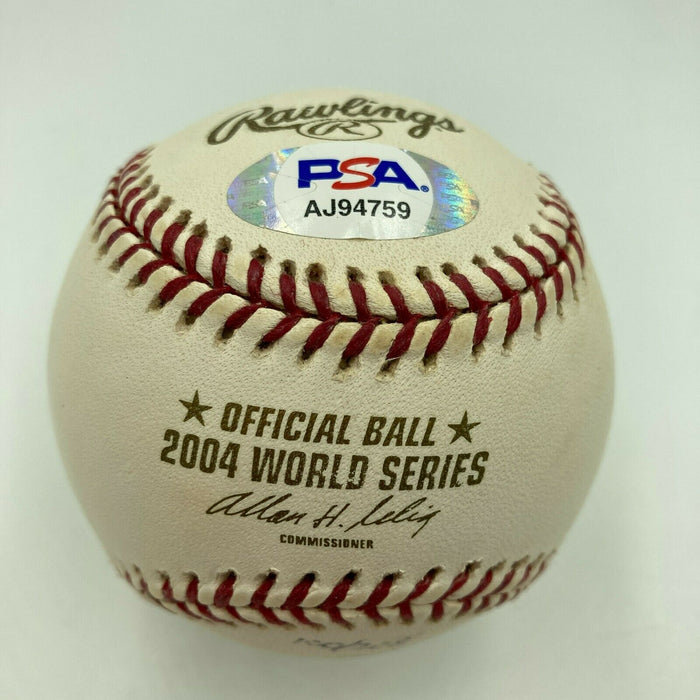 Rawlings
R
PSA®
AJ94759
★ OFFICIAL BALL ★
2004 WORLD SERIES
Allan H. Selig
COMMISSIONER